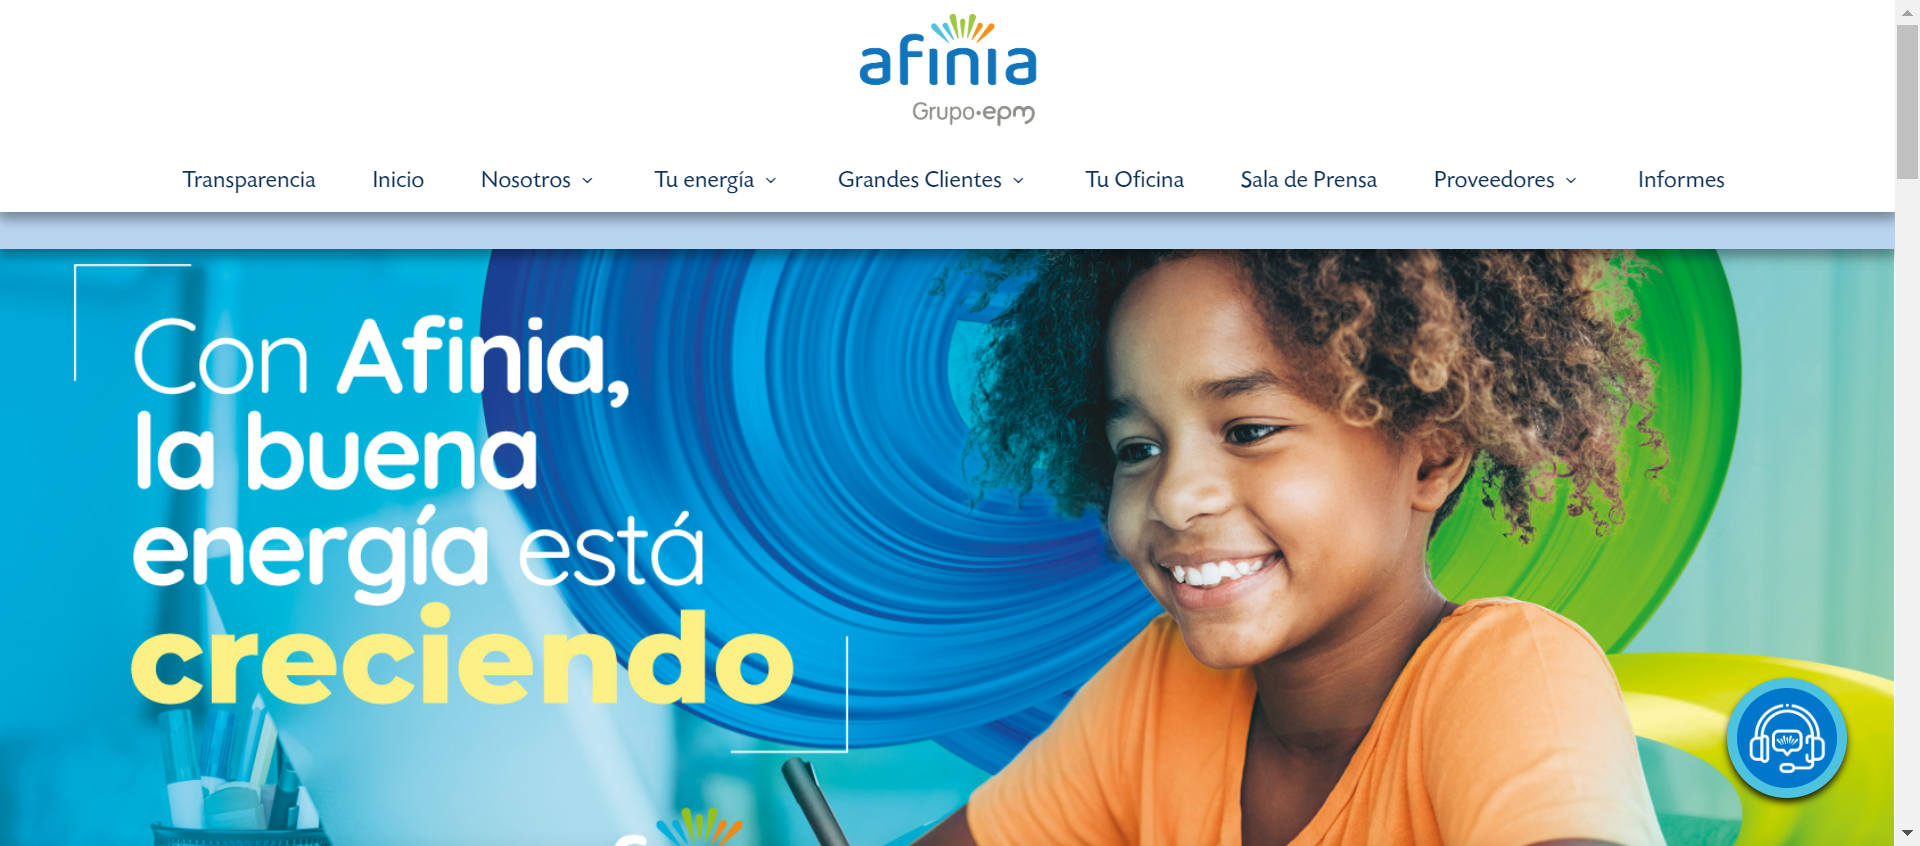 afinia
Grupo·epm
Transparencia Inicio Nosotros Tu energía Grandes Clientes Tu Oficina Sala de Prensa Proveedores Informes
Con Afinia,
la buena
energía está
creciendo